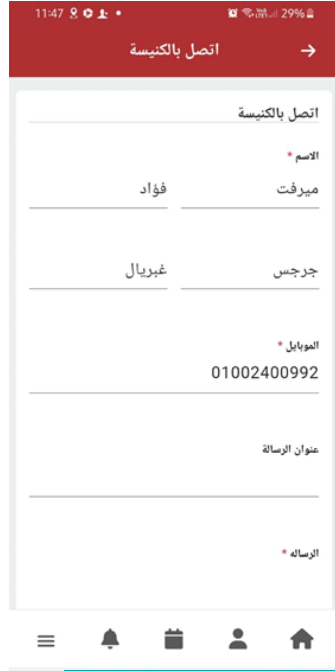 11:47 29%
اتصل بالكنيسة
اتصل بالكنيسة
الاسم *
ميرفت فؤاد
جرجس غبريال
الموبايل *
01002400992
عنوان الرسالة
الرساله *